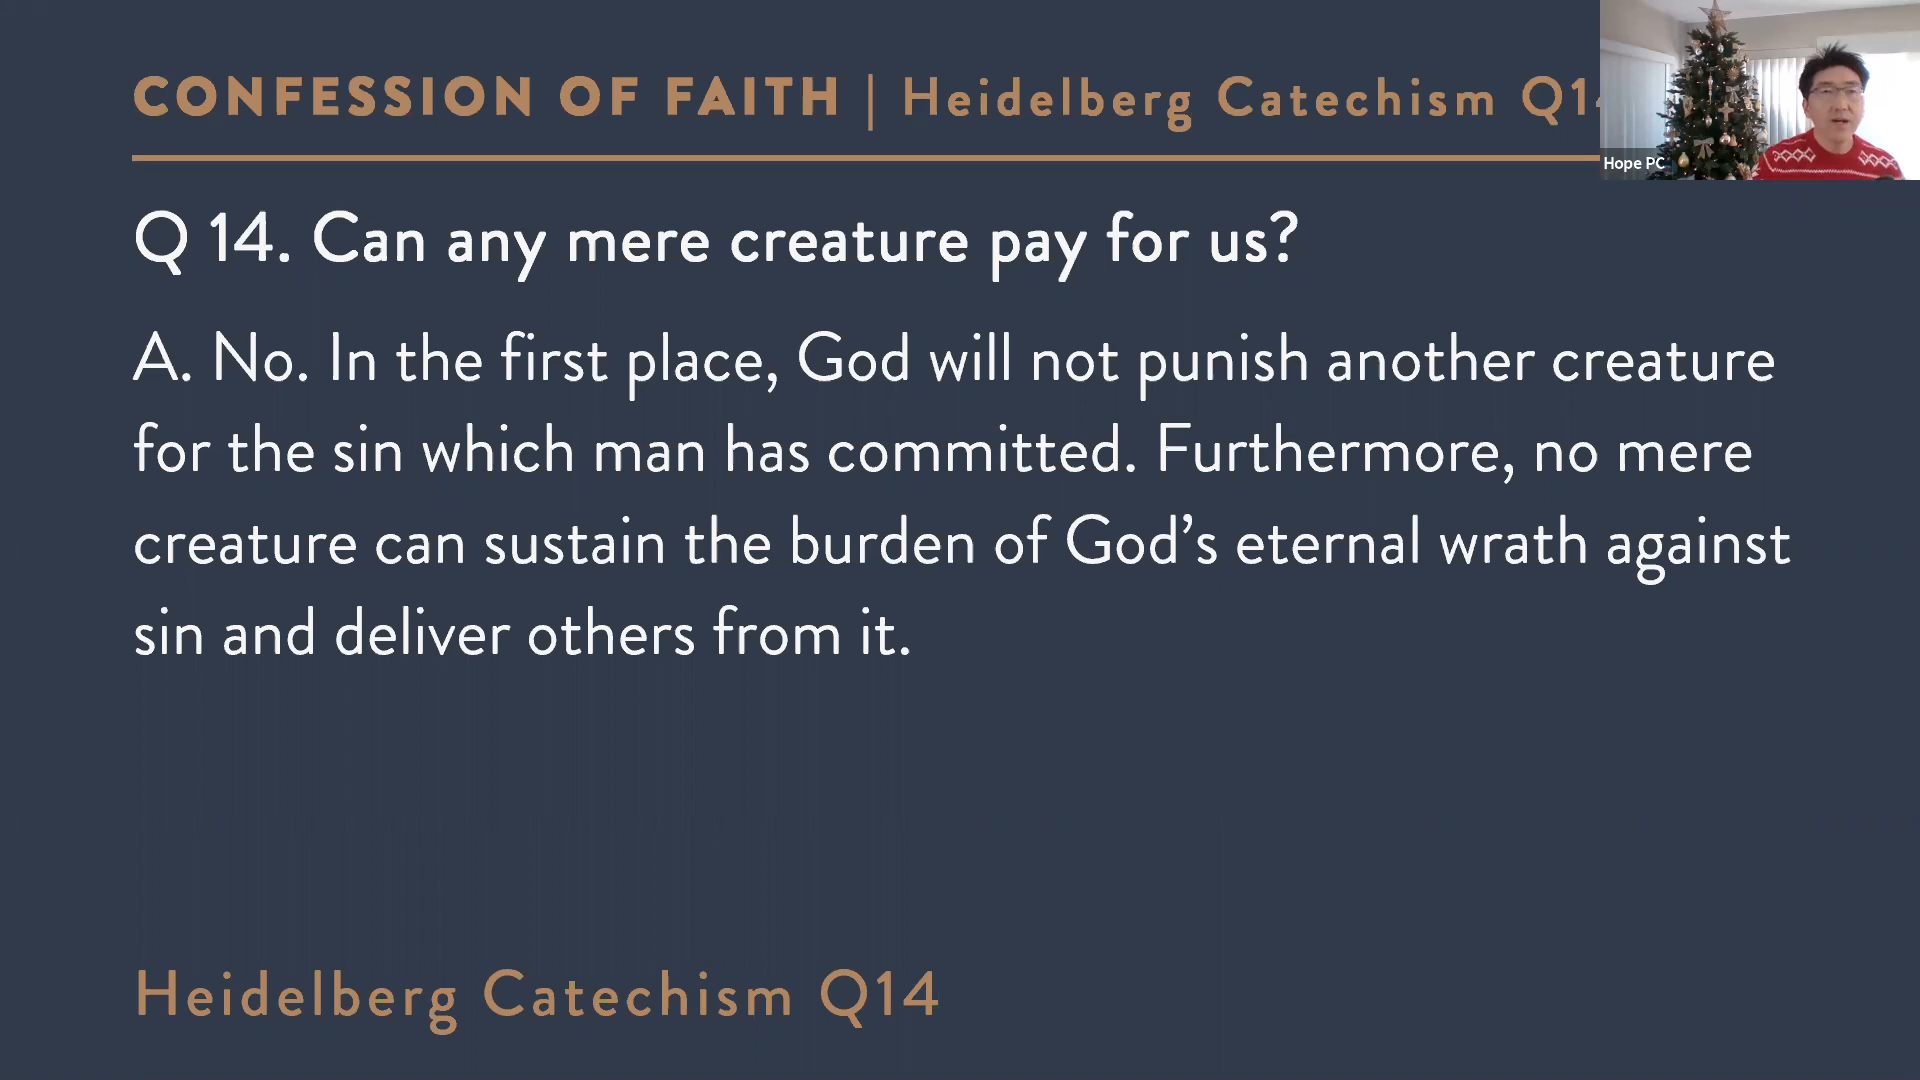 CONFESSION OF FAITH | Heidelberg Catechism Q14
Hope PC
Q 14. Can any mere creature pay for us?
A. No. In the first place, God will not punish another creature
for the sin which man has committed. Furthermore, no mere
creature can sustain the burden of God’s eternal wrath against
sin and deliver others from it.
Heidelberg Catechism Q14